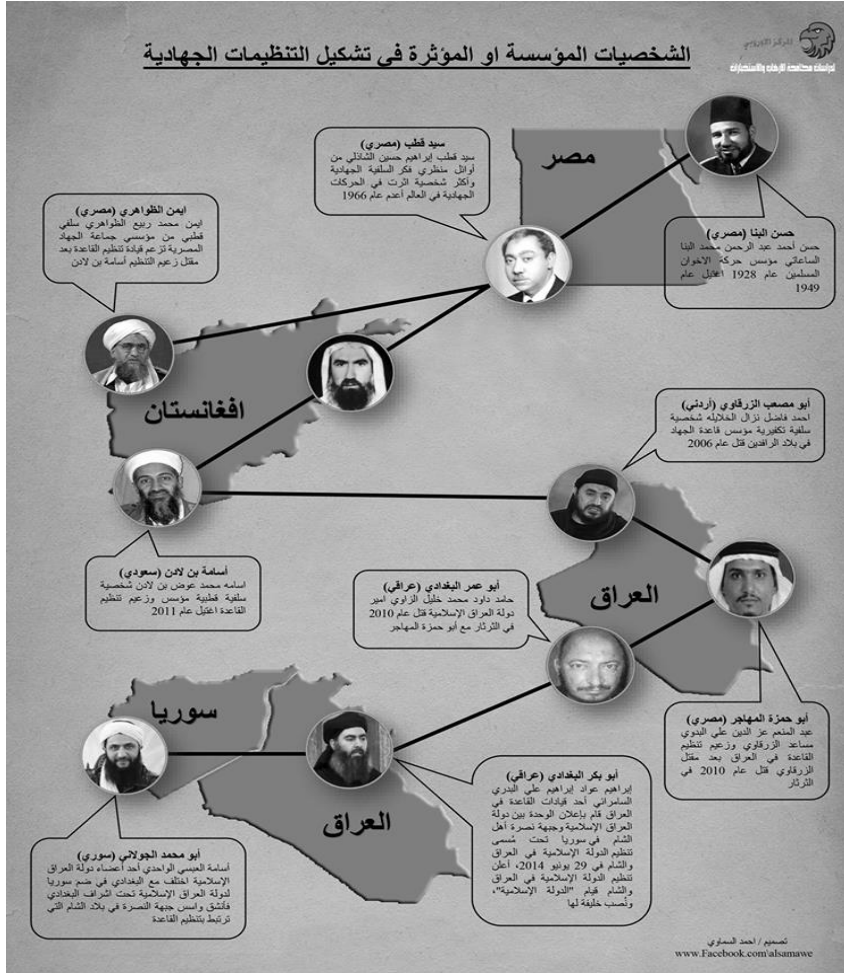 الشخصيات المؤسسة او المؤثرة في تشكيل التنظيمات الجهادية
المركز الاوروبي
لدراسات مكافحة الارهاب والاستخبارات
مصر
حسن البنا (مصري)
حسن أحمد عبد الرحمن محمد البنا
الساعاتي مؤسس حركة الاخوان
المسلمين عام 1928 اغتيل عام
1949
سيد قطب (مصري)
سيد قطب إبراهيم حسين الشاذلي من
أوائل منظري فكر السلفية الجهادية
وأكثر شخصية اثرت في الحركات
الجهادية في العالم أعدم عام 1966
ايمن الظواهري (مصري)
ايمن محمد ربيع الظواهري سلفي
قطبي من مؤسسي جماعة الجهاد
المصرية تزعم قيادة تنظيم القاعدة بعد
مقتل زعيم التنظيم أسامة بن لادن
افغانستان
أسامة بن لادن (سعودي)
اسامه محمد عوض بن لادن شخصية
سلفية قطبية مؤسس وزعيم تنظيم
القاعدة اغتيل عام 2011
أبو مصعب الزرقاوي (أردني)
احمد فاضل نزال الخلايله شخصية
سلفية تكفيرية مؤسس قاعدة الجهاد
في بلاد الرافدين قتل عام 2006
العراق
أبو حمزة المهاجر (مصري)
عبد المنعم عز الدين علي البدوي
مساعد الزرقاوي وزعيم تنظيم
القاعدة في العراق بعد مقتل
الزرقاوي قتل عام 2010 في
الثرثار
أبو عمر البغدادي (عراقي)
حامد داود محمد خليل الزاوي امير
دولة العراق الإسلامية قتل عام 2010
في الثرثار مع أبو حمزة المهاجر
سوريا
العراق
أبو بكر البغدادي (عراقي)
إبراهيم عواد إبراهيم علي البدري
السامرائي أحد قيادات القاعدة في
العراق قام بإعلان الوحدة بين دولة
العراق الإسلامية وجبهة نصرة أهل
الشام في سوريا تحت مُسمى
تنظيم الدولة الإسلامية في العراق
والشام في 29 يونيو 2014، أعلن
تنظيم الدولة الإسلامية في العراق
والشام قيام "الدولة الإسلامية"،
ونُصب خليفة لها
أبو محمد الجولاني (سوري)
أسامة العبسي الواحدي أحد أعضاء دولة العراق
الإسلامية اختلف مع البغدادي في ضم سوريا
لدولة العراق الإسلامية تحت اشراف البغدادي
فأنشق واسس جبهة النصرة في بلاد الشام التي
ترتبط بتنظيم القاعدة
تصميم / احمد السماوي
www.Facebook.com\alsamawe